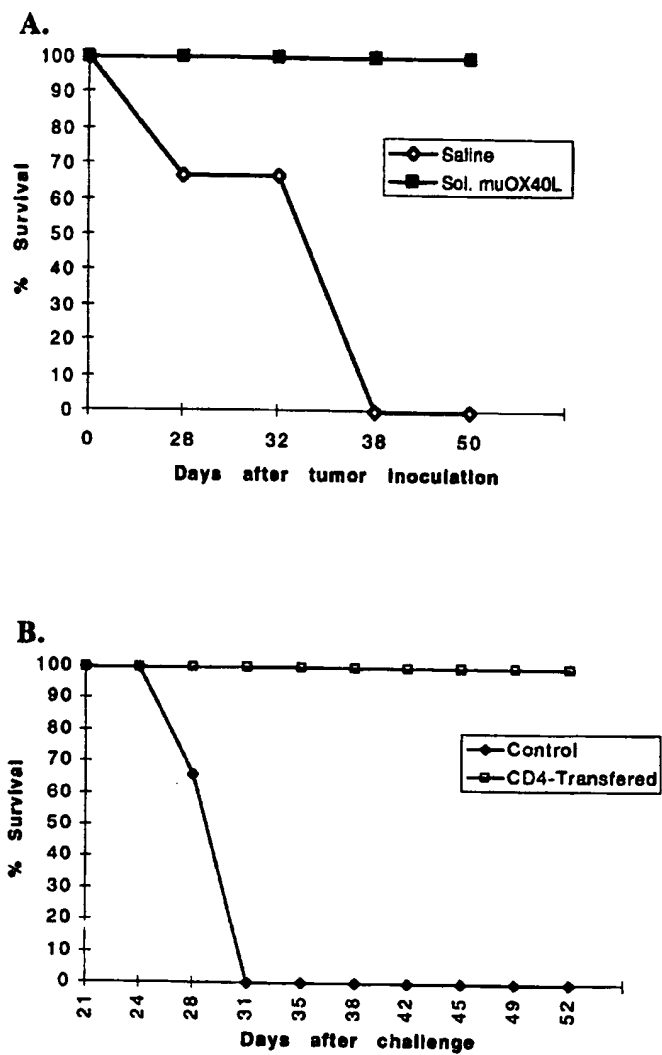 A.
100
90
80
70
60
50
40
30
20
10
0
% Survival
Saline
Sol. muOX40L
0 28 32 38 50
Days after tumor inoculation
B.
100
90
80
70
60
50
40
30
20
10
0
% Survival
Control
CD4-Transfered
21 24 28 31 35 38 42 45 49 52
Days after challenge